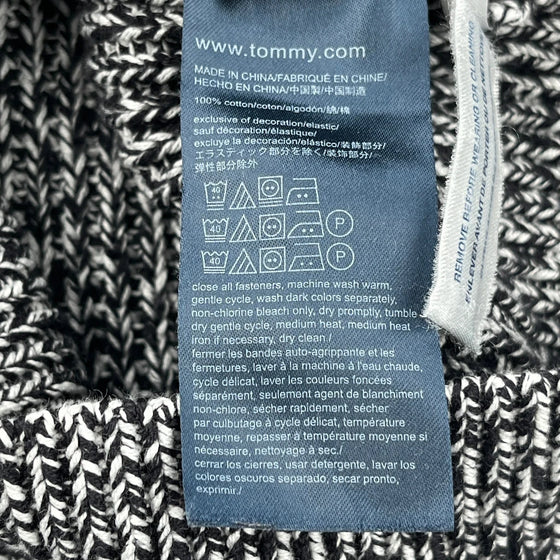 www.tommy.com
MADE IN CHINA/FABRIQUÉ EN CHINE/
HECHO EN CHINA/中国製/中国制造
100% cotton/coton/algodón/綿/棉
exclusive of decoration/elastic/
sauf décoration/élastique/
excluye la decoración/elástico/装飾部分/
エラスティック部分を除く/装饰部分/
弹性部分除外
40
40 P
40 P
close all fasteners, machine wash warm,
gentle cycle, wash dark colors separately,
non-chlorine bleach only, dry promptly, tumble
dry gentle cycle, medium heat, medium heat
iron if necessary, dry clean /
fermer les bandes auto-agrippante et les
fermetures, laver à la machine à l'eau chaude,
cycle délicat, laver les couleurs foncées
séparément, seulement agent de blanchiment
non-chlore, sécher rapidement, sécher
par culbutage à cycle délicat, température
moyenne, repasser à température moyenne si
nécessaire, nettoyage à sec./
cerrar los cierres, usar detergente, lavar los
colores oscuros separado, secar enseguida,
exprimir./
REMOVE BEFORE WEARING OR CLEANING
ENLEVER AVANT DE PORTER OU DE NETTOYER